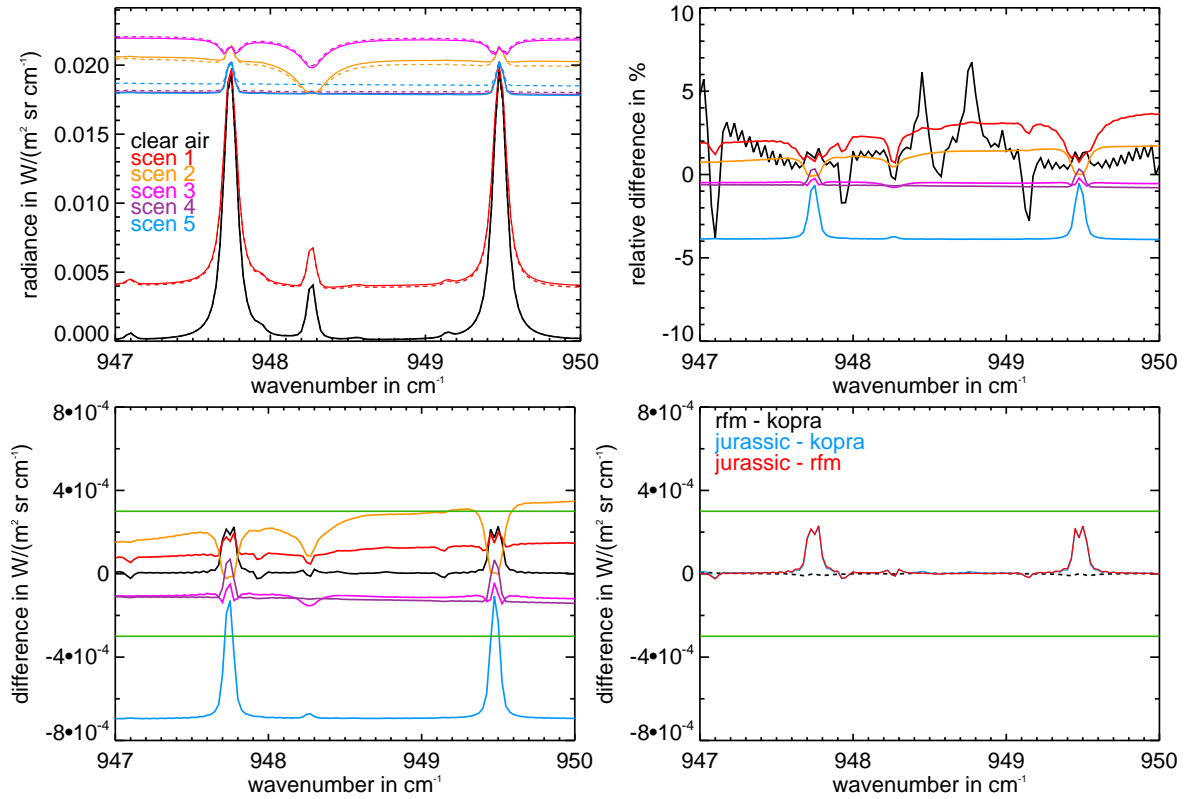 radiance in W/(m² sr cm⁻¹)
0.020
0.015
0.010
0.005
0.000
clear air
scen 1
scen 2
scen 3
scen 4
scen 5
947 948 949 950
wavenumber in cm⁻¹
relative difference in %
10
5
0
-5
-10
947 948 949 950
wavenumber in cm⁻¹
difference in W/(m² sr cm⁻¹)
8•10⁻⁴
4•10⁻⁴
0
-4•10⁻⁴
-8•10⁻⁴
947 948 949 950
wavenumber in cm⁻¹
difference in W/(m² sr cm⁻¹)
8•10⁻⁴
4•10⁻⁴
0
-4•10⁻⁴
-8•10⁻⁴
rfm - kopra
jurassic - kopra
jurassic - rfm
947 948 949 950
wavenumber in cm⁻¹